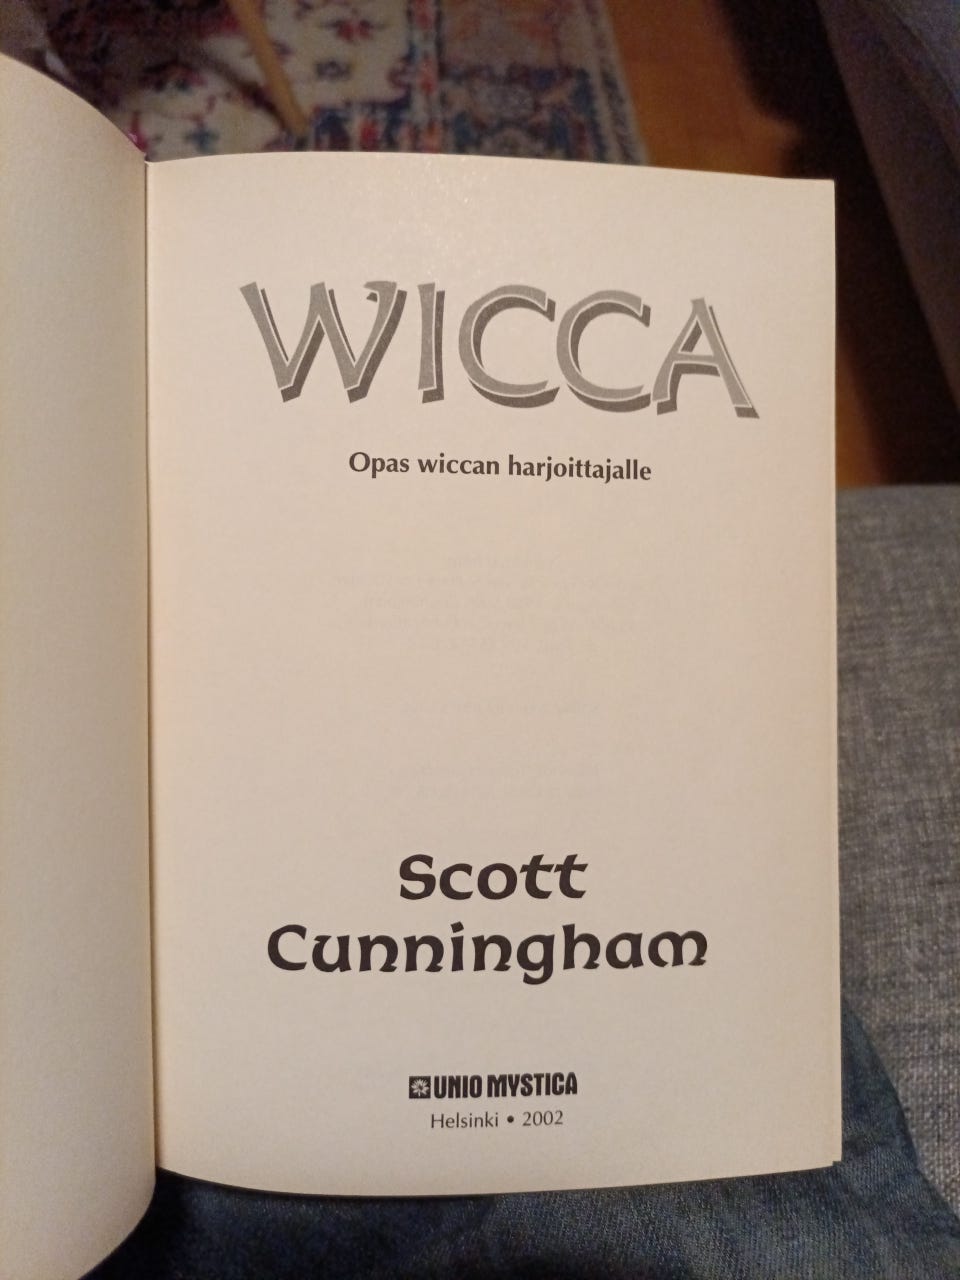 WICCA
Opas wiccan harjoittajalle
Scott
Cunningham
UNIO MYSTICA
Helsinki • 2002